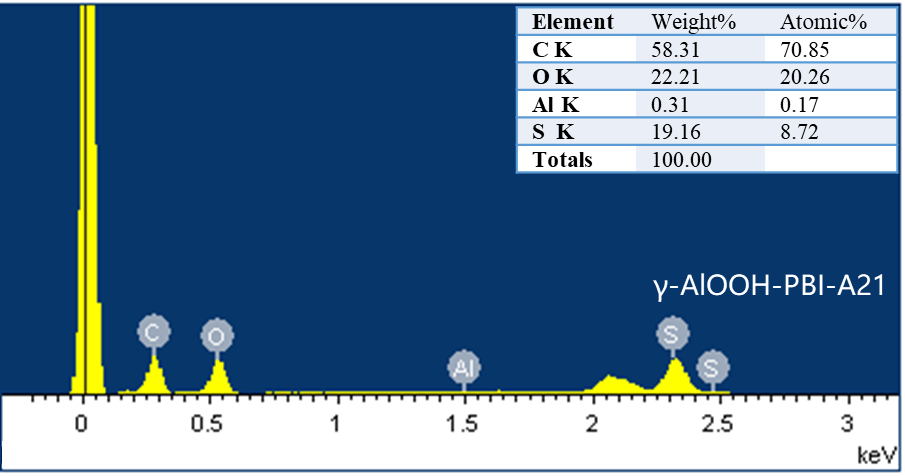 Element Weight% Atomic%
C K 58.31 70.85
O K 22.21 20.26
Al K 0.31 0.17
S K 19.16 8.72
Totals 100.00
γ-AlOOH-PBI-A21
C O Al S S
0 0.5 1 1.5 2 2.5 3
keV